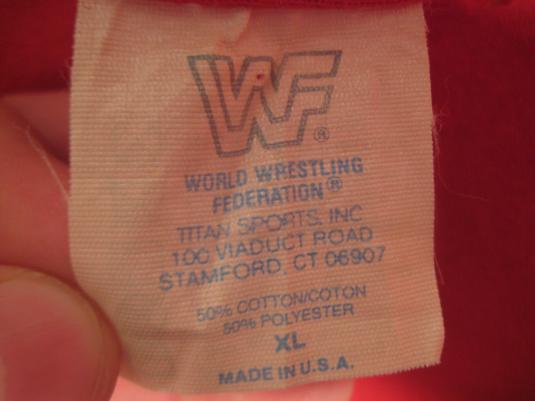 WF®
WORLD WRESTLING
FEDERATION®
TITAN SPORTS, INC
100 VIADUCT ROAD
STAMFORD, CT 06907
50% COTTON/COTON
50% POLYESTER
XL
MADE IN U.S.A.